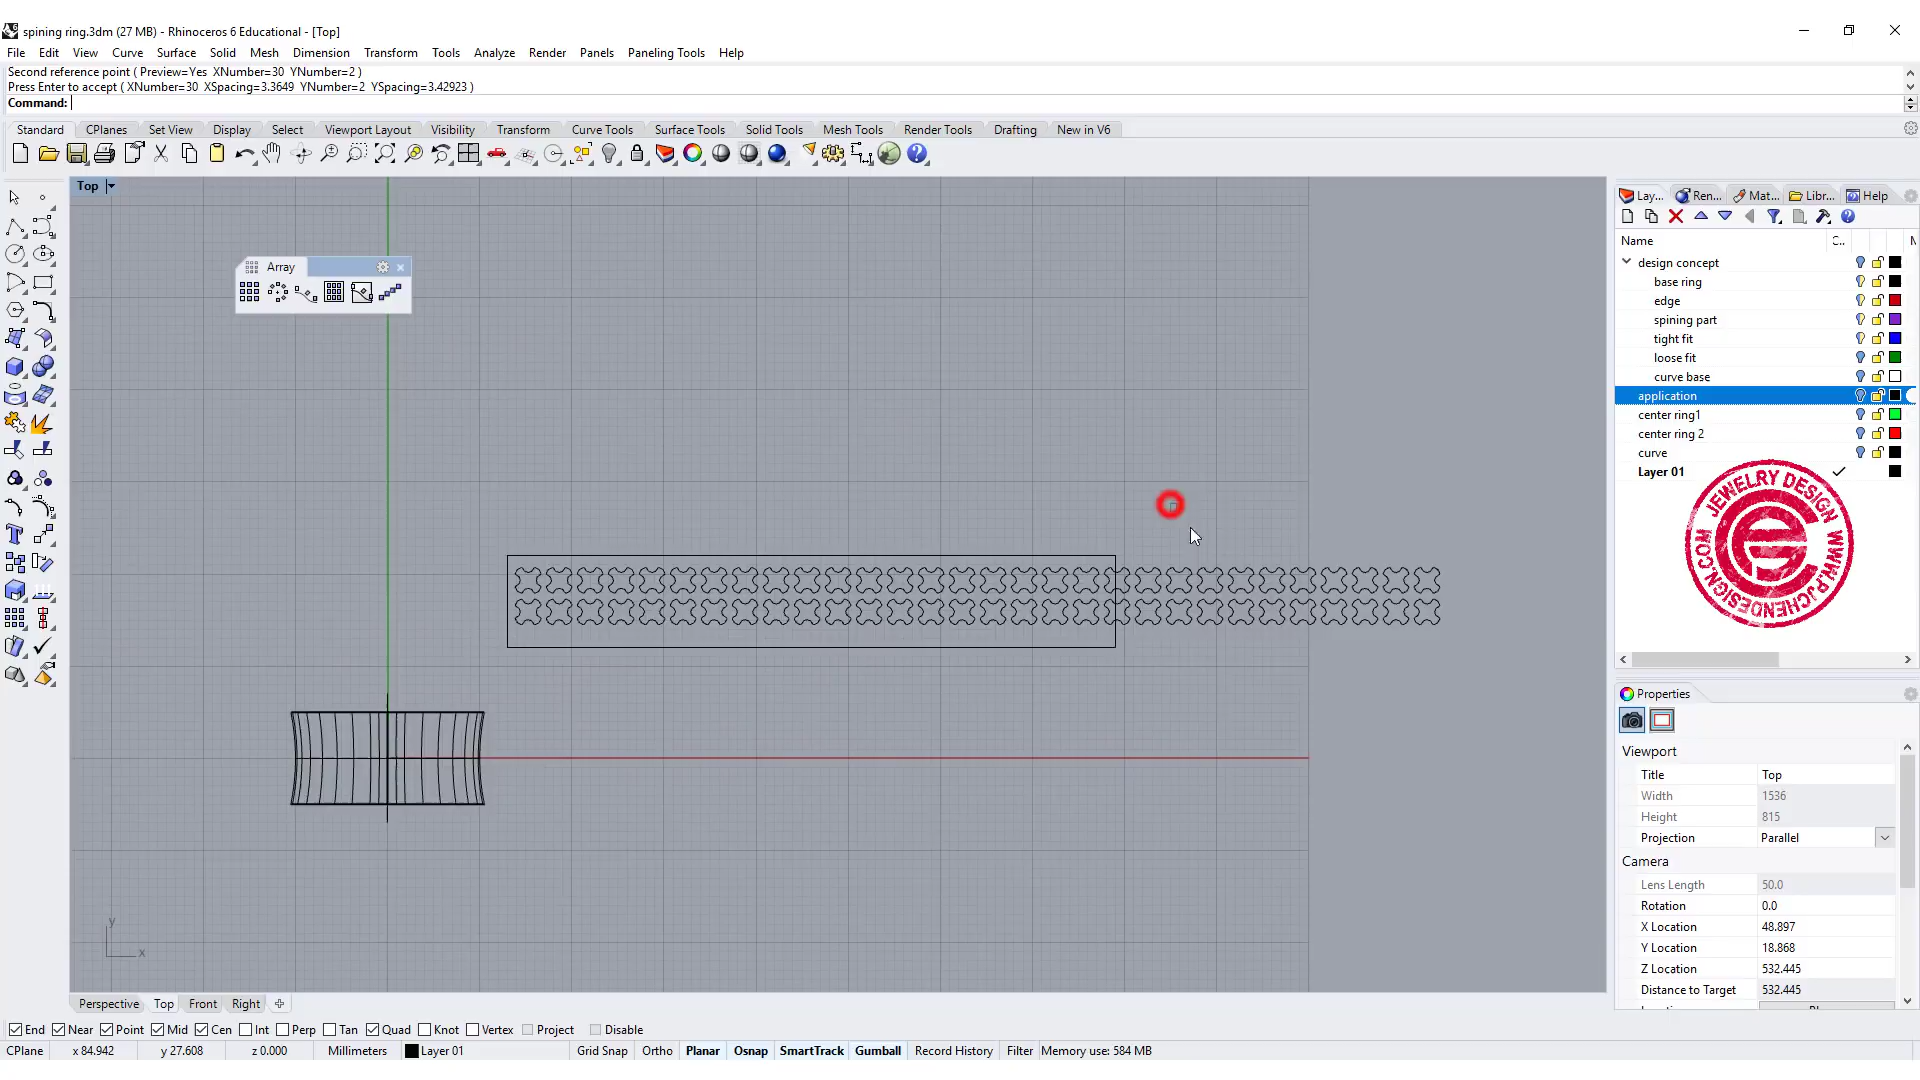 spining ring.3dm (27 MB) - Rhinoceros 6 Educational - [Top]
File Edit View Curve Surface Solid Mesh Dimension Transform Tools Analyze Render Panels Paneling Tools Help
Second reference point ( Preview=Yes XNumber=30 YNumber=2 )
Press Enter to accept ( XNumber=30 XSpacing=3.3649 YNumber=2 YSpacing=3.42923 )
Command:
Standard CPlanes Set View Display Select Viewport Layout Visibility Transform Curve Tools Surface Tools Solid Tools Mesh Tools Render Tools Drafting New in V6
Top
Array
Lay... Ren... Mat... Libr... Help
Name C.. M
design concept
base ring
edge
spining part
tight fit
loose fit
curve base
application
center ring1
center ring 2
curve
Layer 01
JEWELRY DESIGN
WWW.PJCHENDESIGN.COM
Properties
Viewport
Title Top
Width 1536
Height 815
Projection Parallel
Camera
Lens Length 50.0
Rotation 0.0
X Location 48.897
Y Location 18.868
Z Location 532.445
Distance to Target 532.445
y
x
Perspective Top Front Right
End Near Point Mid Cen Int Perp Tan Quad Knot Vertex Project Disable
CPlane x 84.942 y 27.608 z 0.000 Millimeters Layer 01 Grid Snap Ortho Planar Osnap SmartTrack Gumball Record History Filter Memory use: 584 MB